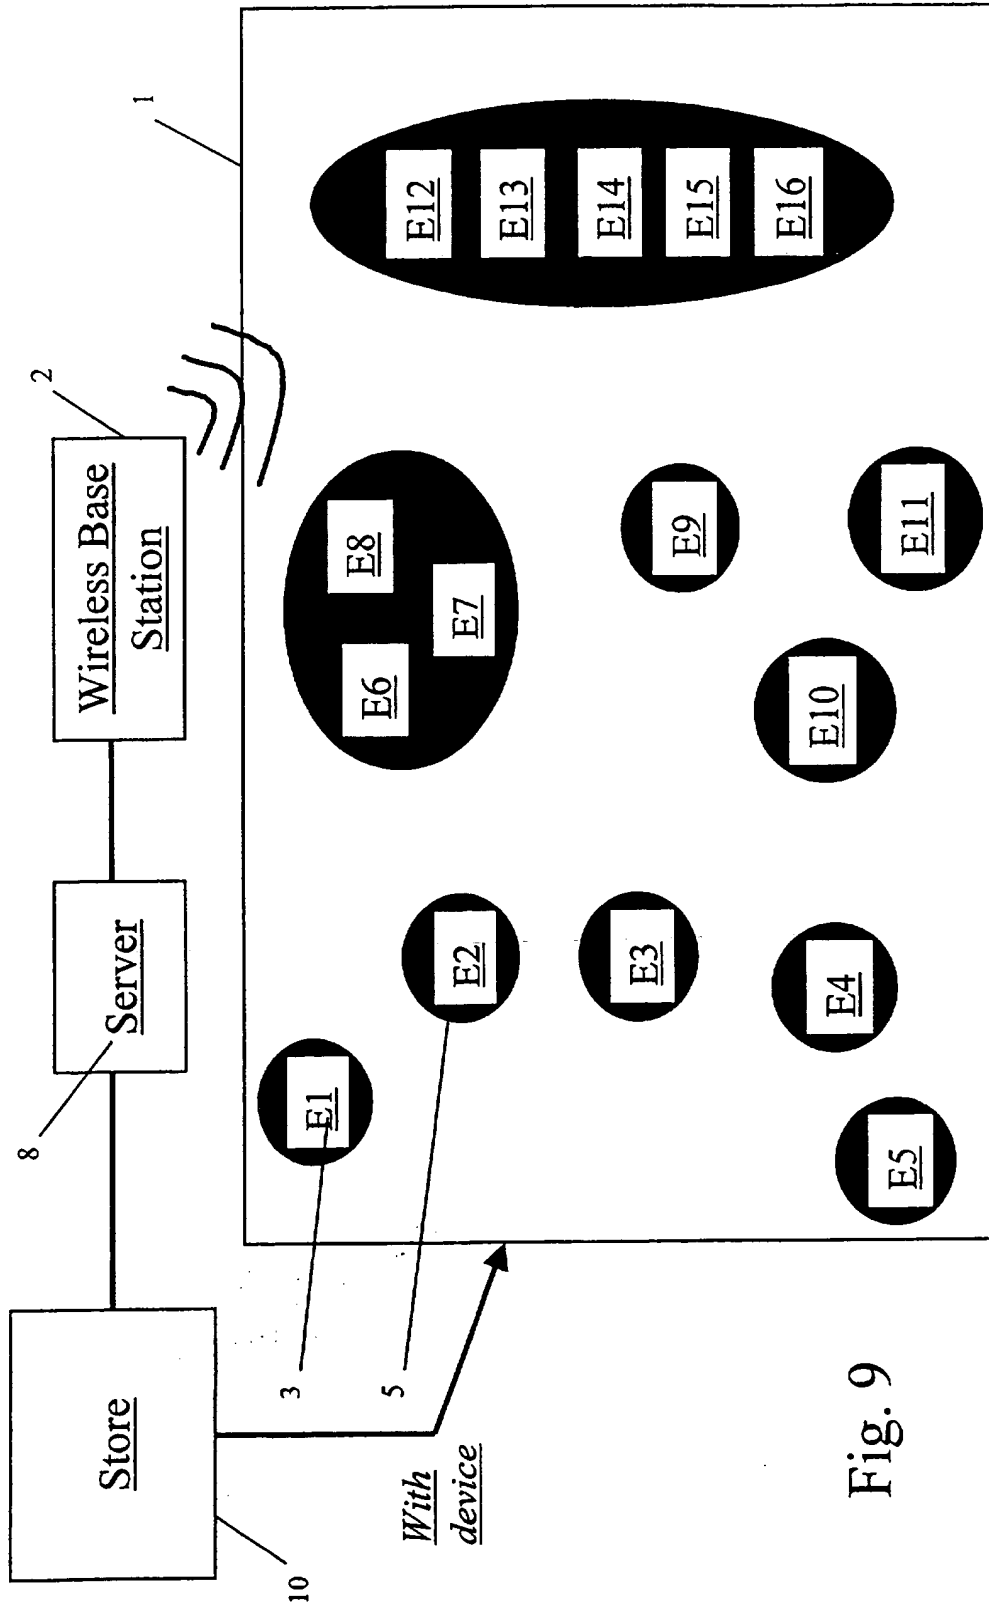 Store
Server
Wireless Base
Station
10
8
2
1
With
device
3
5
E1
E2
E3
E4
E5
E6
E7
E8
E9
E10
E11
E12
E13
E14
E15
E16
Fig. 9